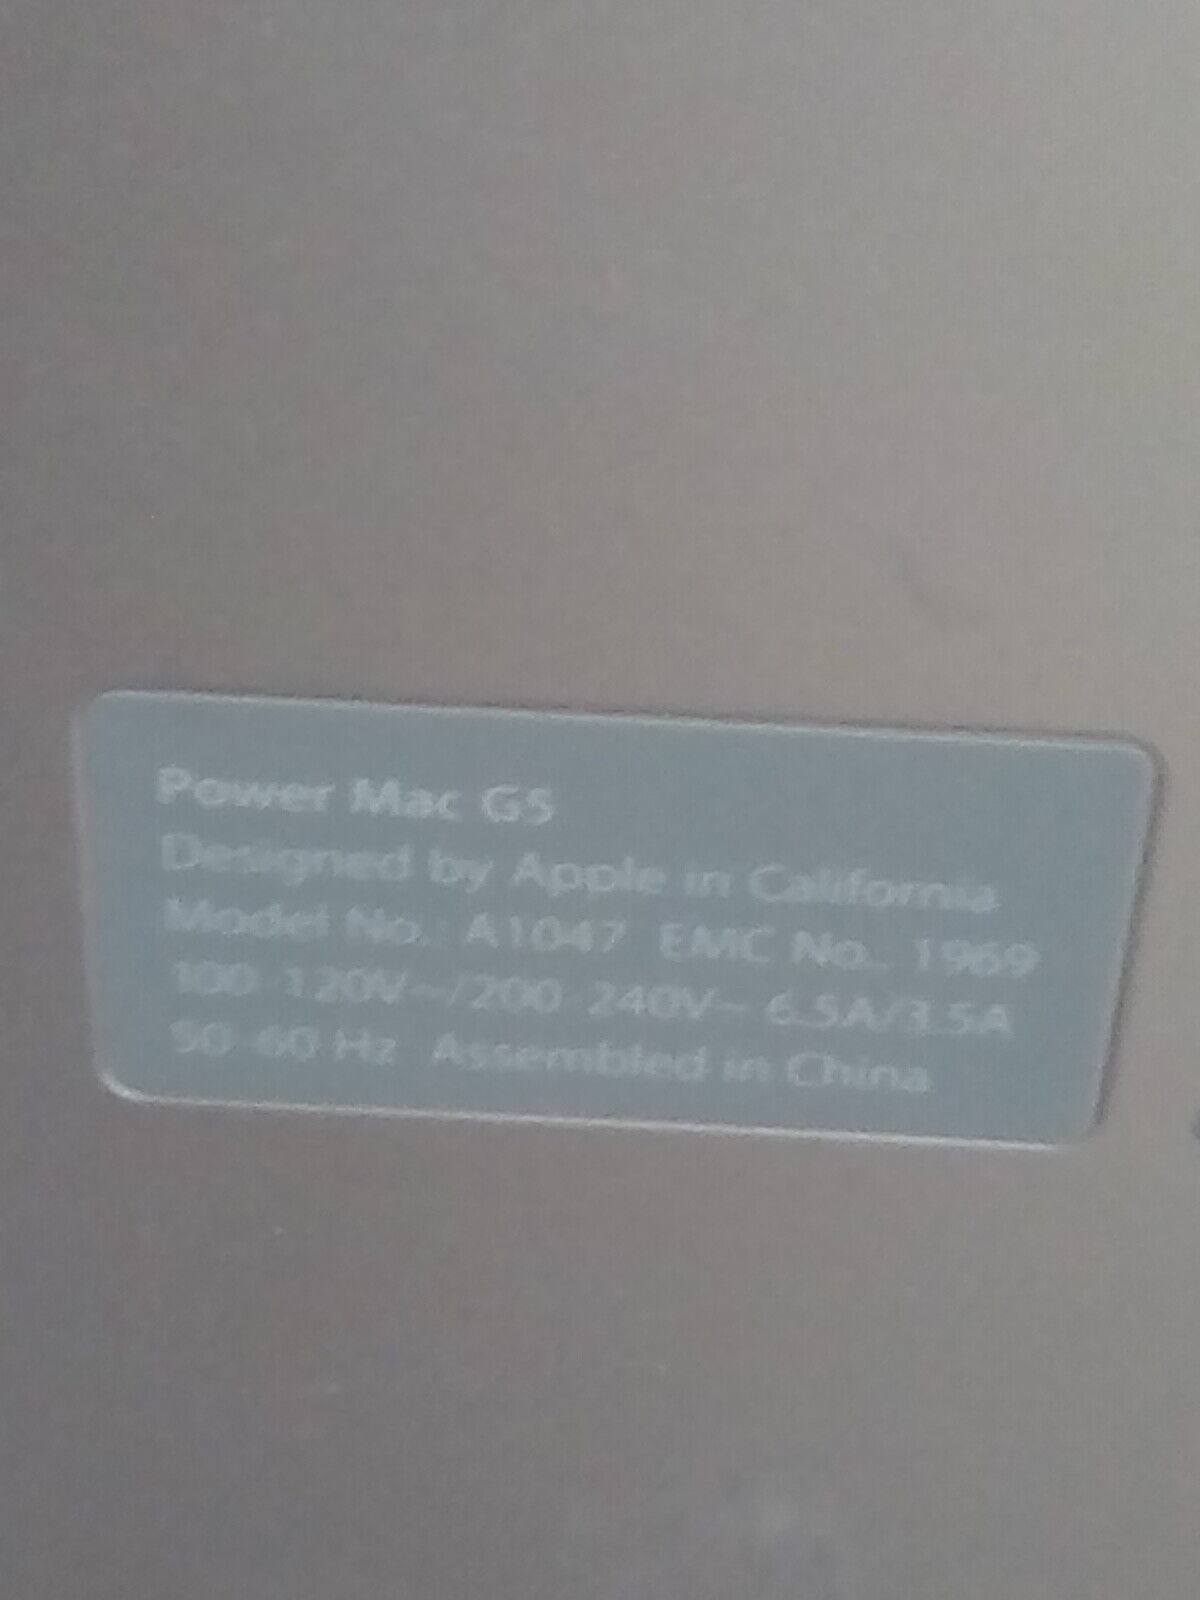 Power Mac G5
Designed by Apple in California
Model No.: A1047 EMC No.: 1969
100-120V~/200-240V~ 6.5A/3.5A
50-60 Hz Assembled in China